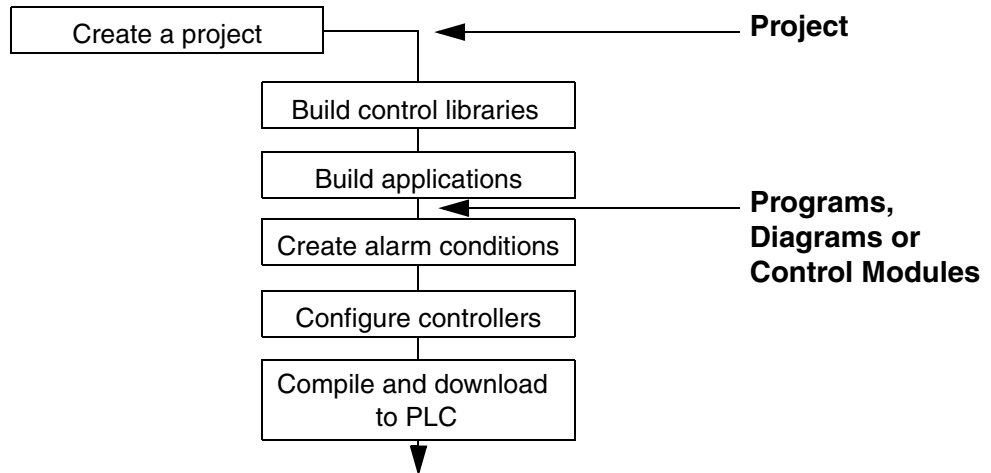 Create a project
Project
Build control libraries
Build applications
Programs,
Diagrams or
Control Modules
Create alarm conditions
Configure controllers
Compile and download
to PLC